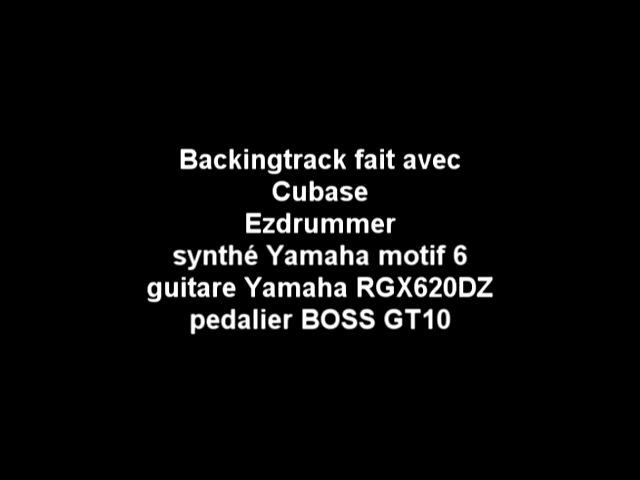 Backingtrack fait avec
Cubase
Ezdrummer
synthé Yamaha motif 6
guitare Yamaha RGX620DZ
pedalier BOSS GT10